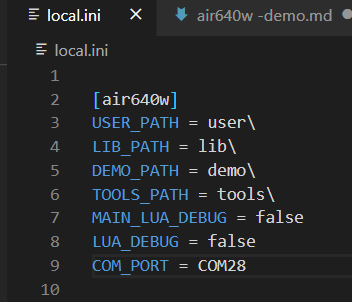 local.ini
air640w -demo.md
local.ini
1
2 [air640w]
3 USER_PATH = user\
4 LIB_PATH = lib\
5 DEMO_PATH = demo\
6 TOOLS_PATH = tools\
7 MAIN_LUA_DEBUG = false
8 LUA_DEBUG = false
9 COM_PORT = COM28
10